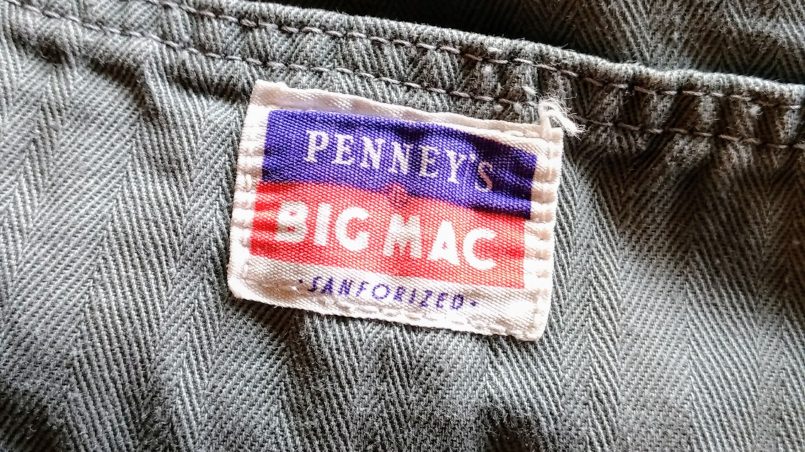 PENNEY'S
BIG MAC
·SANFORIZED·